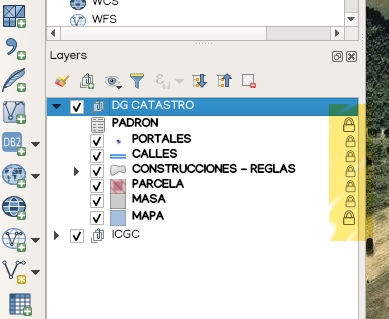 WCS
WFS
Layers
DG CATASTRO
PADRON
PORTALES
CALLES
CONSTRUCCIONES - REGLAS
PARCELA
MASA
MAPA
ICGC
DB2